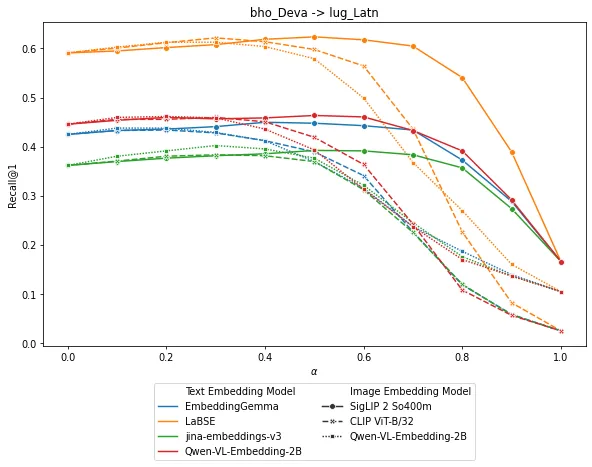 bho_Deva -> lug_Latn
Recall@1
0.6
0.5
0.4
0.3
0.2
0.1
0.0
0.0 0.2 0.4 0.6 0.8 1.0
α
Text Embedding Model
EmbeddingGemma
LaBSE
jina-embeddings-v3
Qwen-VL-Embedding-2B
Image Embedding Model
SigLIP 2 So400m
CLIP ViT-B/32
Qwen-VL-Embedding-2B